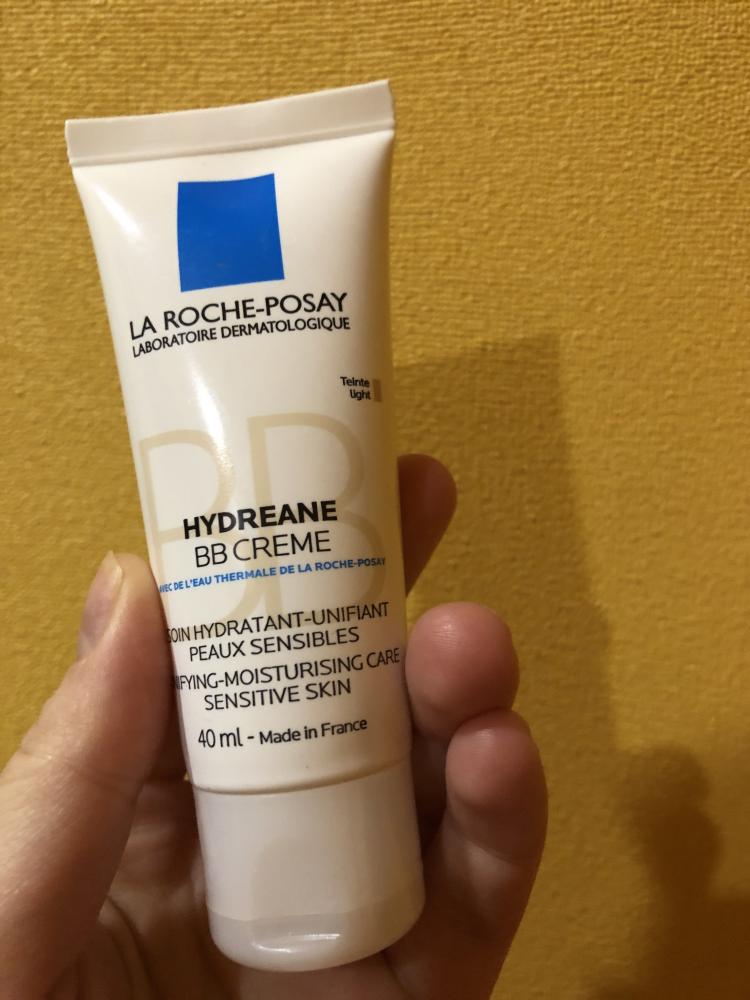 LA ROCHE-POSAY
LABORATOIRE DERMATOLOGIQUE
Teinte
light
BB
HYDREANE
BB CREME
AVEC DE L'EAU THERMALE DE LA ROCHE-POSAY
SOIN HYDRATANT-UNIFIANT
PEAUX SENSIBLES
UNIFYING-MOISTURISING CARE
SENSITIVE SKIN
40 ml - Made in France